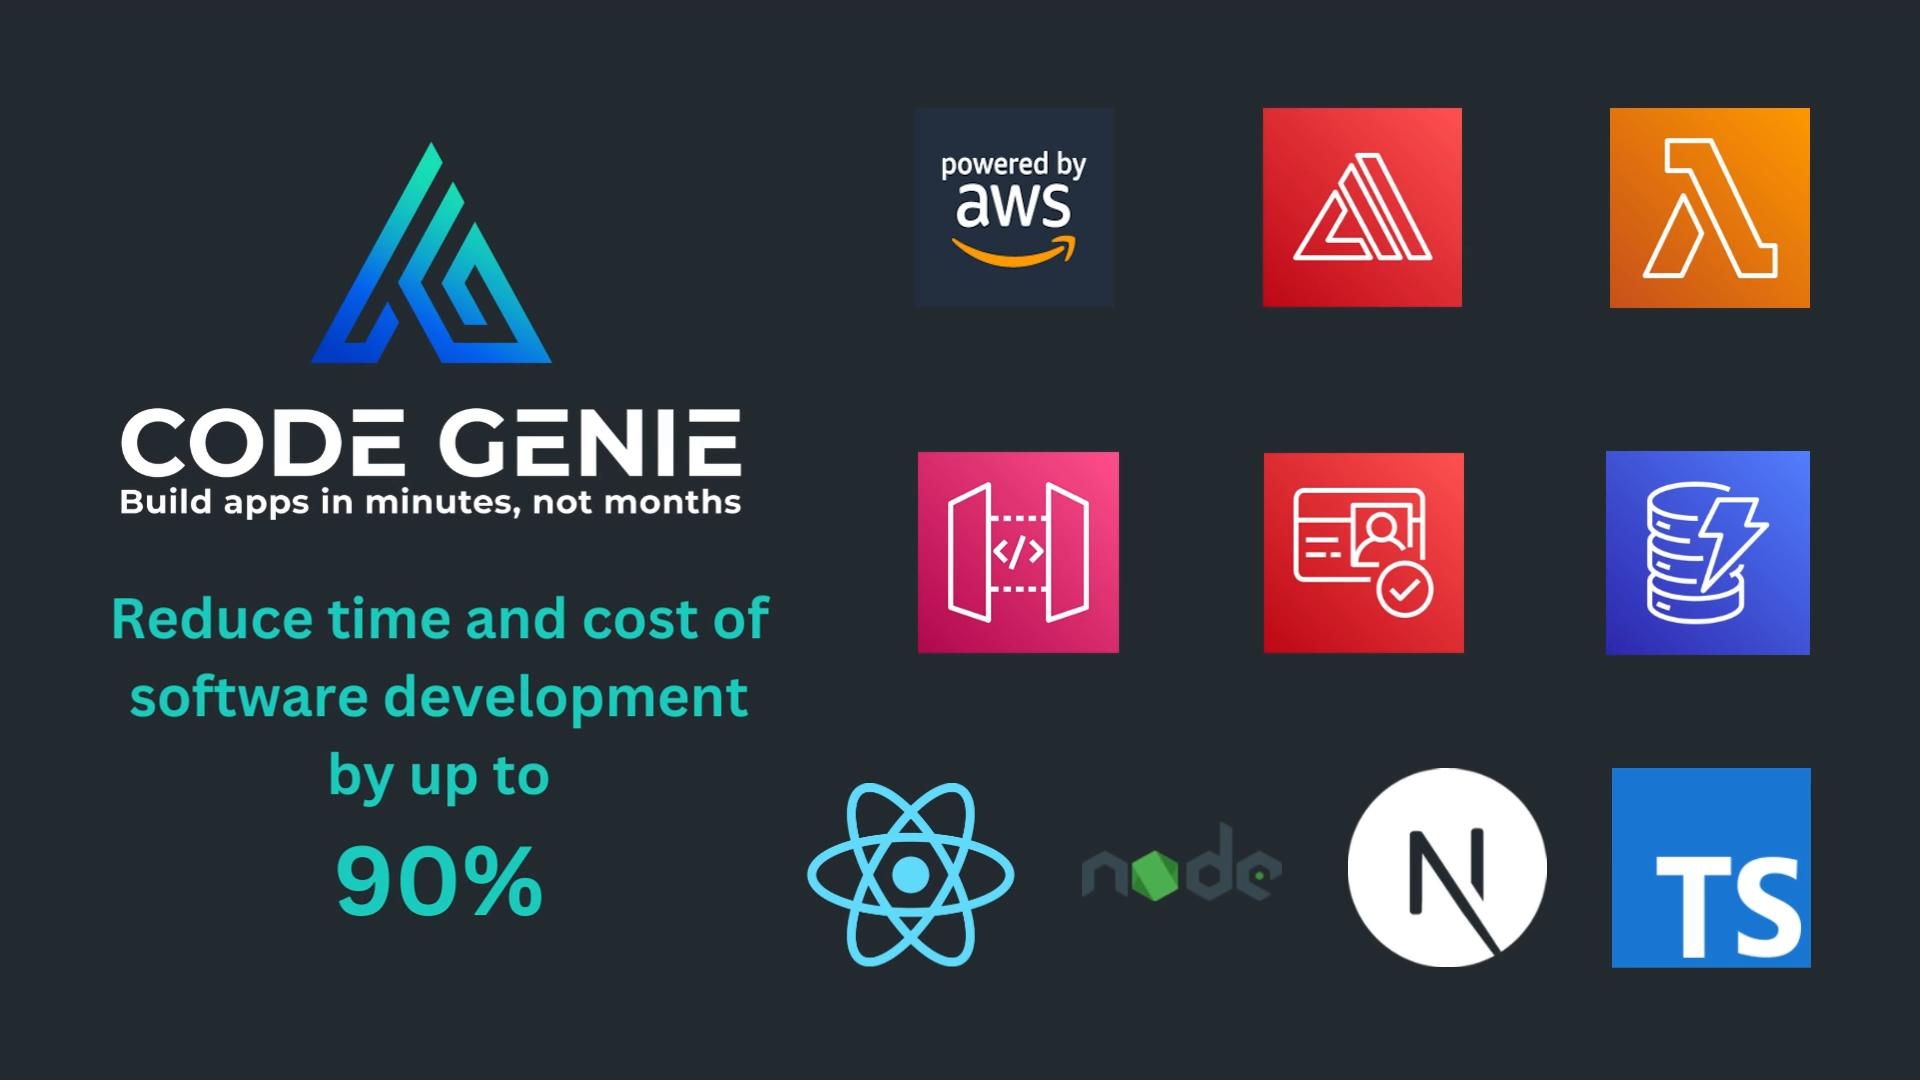 CODE GENIE
Build apps in minutes, not months
Reduce time and cost of
software development
by up to
90%
powered by
aws
</>
node
N
TS